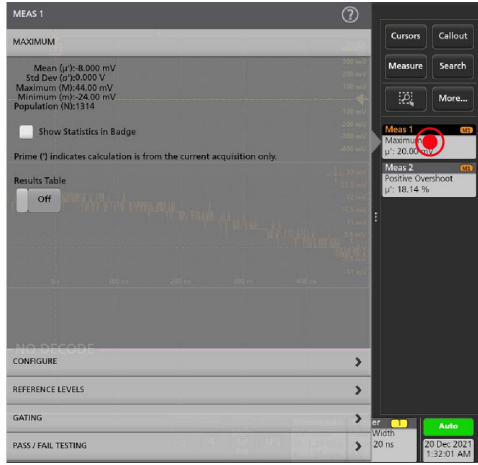 MEAS 1
?
MAXIMUM
Mean (μ'):-8.000 mV
Std Dev (σ'):0.000 V
Maximum (M):44.00 mV
Minimum (m):-24.00 mV
Population (N):1314
Show Statistics in Badge
Prime (') indicates calculation is from the current acquisition only.
Results Table
Off
NO DECODE
CONFIGURE
REFERENCE LEVELS
GATING
PASS / FAIL TESTING
Cursors
Callout
Measure
Search
More...
Meas 1
Maximum
μ': 20.00 mV
Meas 2
Positive Overshoot
μ': 18.14 %
er 1
Width
20 ns
Auto
20 Dec 2021
1:32:01 AM